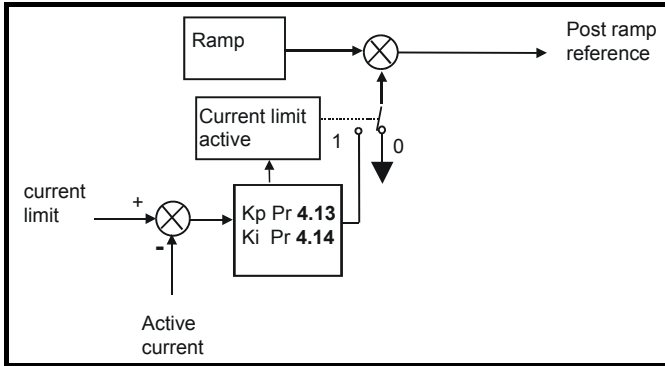 Ramp
Post ramp
reference
Current limit
active
1
0
current
limit
+
-
Kp Pr 4.13
Ki Pr 4.14
Active
current